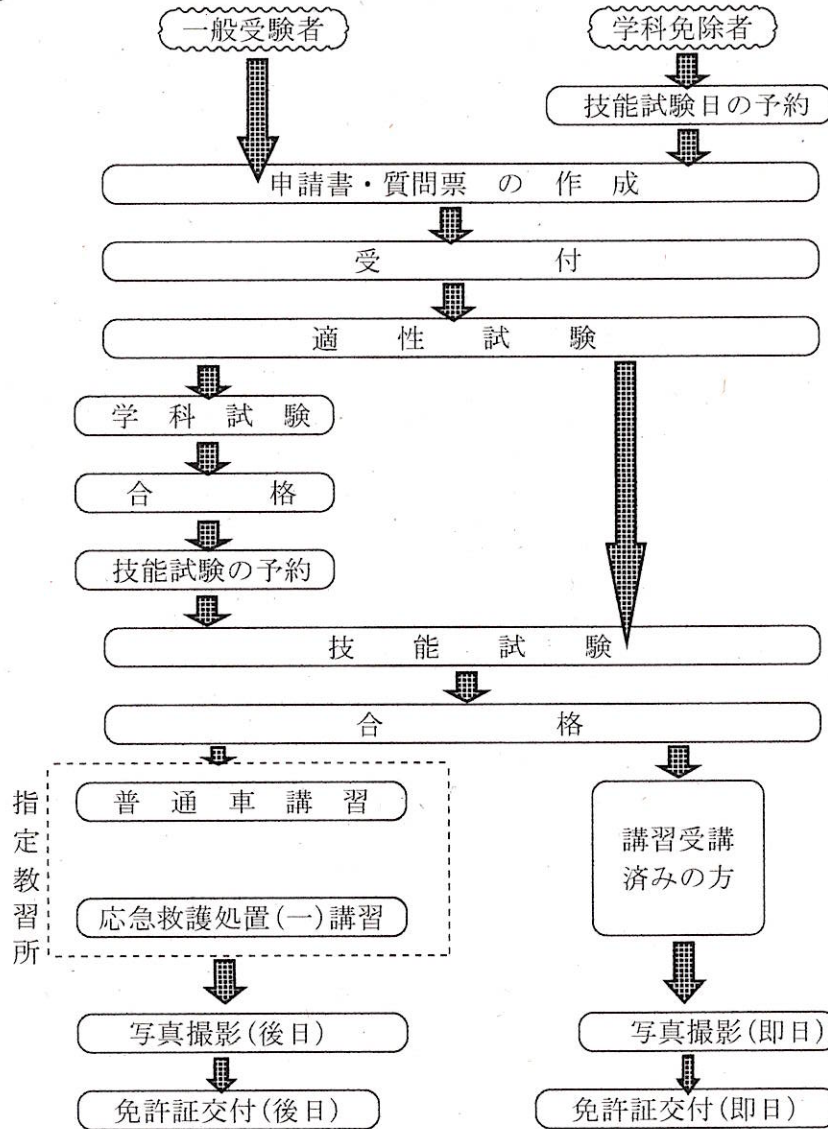 一般受験者
学科免除者
技能試験日の予約
申請書・質問票 の 作 成
受 付
適 性 試 験
学 科 試 験
合 格
技能試験の予約
技 能 試 験
合 格
指定教習所
普 通 車 講 習
応急救護処置(一)講習
講習受講
済みの方
写真撮影(後日)
写真撮影(即日)
免許証交付(後日)
免許証交付(即日)